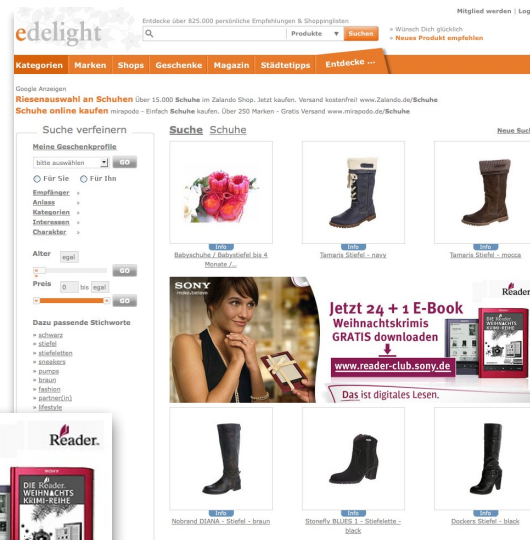 Mitglied werden | Log
edelight
Entdecke über 825.000 persönliche Empfehlungen & Shoppinglisten
Produkte ▼ Suchen
» Wünsch Dich glücklich
» Neues Produkt empfehlen
Kategorien Marken Shops Geschenke Magazin Städtetipps Entdecke ...
Google Anzeigen
Riesenauswahl an Schuhen Über 15.000 Schuhe im Zalando Shop. Jetzt kaufen. Versand kostenfrei! www.Zalando.de/Schuhe
Schuhe online kaufen mirapodo - Einfach Schuhe kaufen. Über 250 Marken - Gratis Versand www.mirapodo.de/Schuhe
Suche verfeinern
Meine Geschenkprofile
bitte auswählen GO
Für Sie Für Ihn
Empfänger »
Anlass »
Kategorien »
Interessen »
Charakter »
Alter egal
GO
Preis 0 bis egal
GO
Dazu passende Stichworte
» schwarz
» stiefel
» stiefeletten
» sneakers
» pumps
» braun
» fashion
» partner(in)
» lifestyle
Suche Schuhe
Neue Such
Info
Babyschuhe / Babystiefel bis 4
Monate /...
Info
Tamaris Stiefel - navy
Info
Tamaris Stiefel - mocca
SONY
make.believe
Jetzt 24 + 1 E-Book
Weihnachtskrimis
GRATIS downloaden
www.reader-club.sony.de
Das ist digitales Lesen.
Reader
DIE Reader
WEIHNACHTS
KRIMI-REIHE
Info
Nobrand DIANA - Stiefel - braun
Info
Stonefly BLUES 1 - Stiefelette -
black
Info
Dockers Stiefel - black
Reader
SONY
DIE Reader
WEIHNACHTS
KRIMI-REIHE